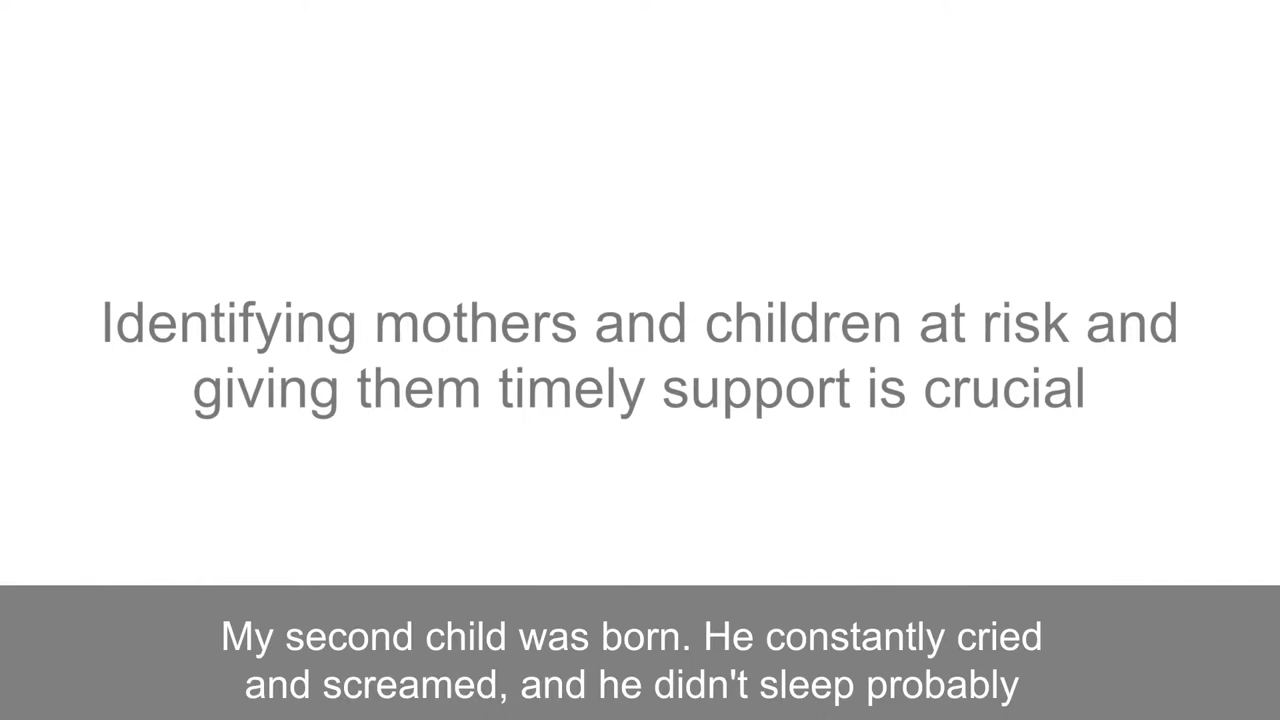 Identifying mothers and children at risk and
giving them timely support is crucial
My second child was born. He constantly cried
and screamed, and he didn't sleep probably